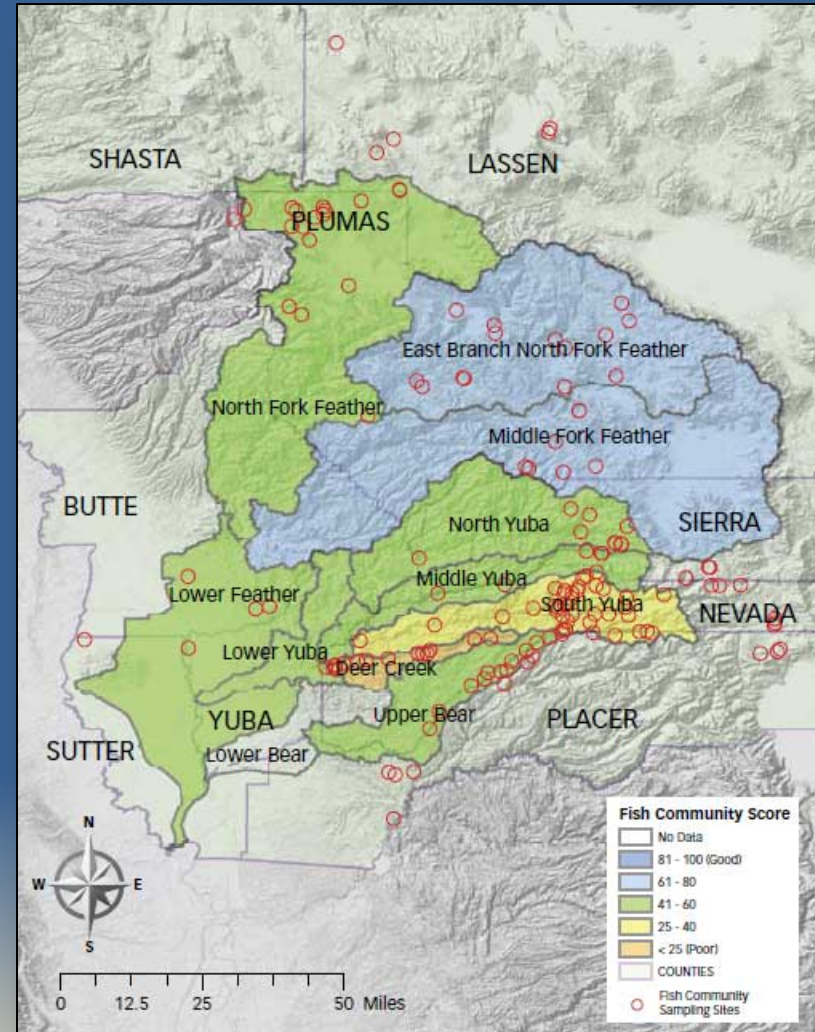 SHASTA
LASSEN
PLUMAS
East Branch North Fork Feather
North Fork Feather
Middle Fork Feather
BUTTE
SIERRA
North Yuba
Middle Yuba
Lower Feather
South Yuba
NEVADA
Lower Yuba
Deer Creek
YUBA
Upper Bear
PLACER
SUTTER
Lower Bear
Fish Community Score
No Data
81 - 100 (Good)
61 - 80
41 - 60
25 - 40
< 25 (Poor)
COUNTIES
Fish Community
Sampling Sites
N
W
E
S
0 12.5 25 50 Miles